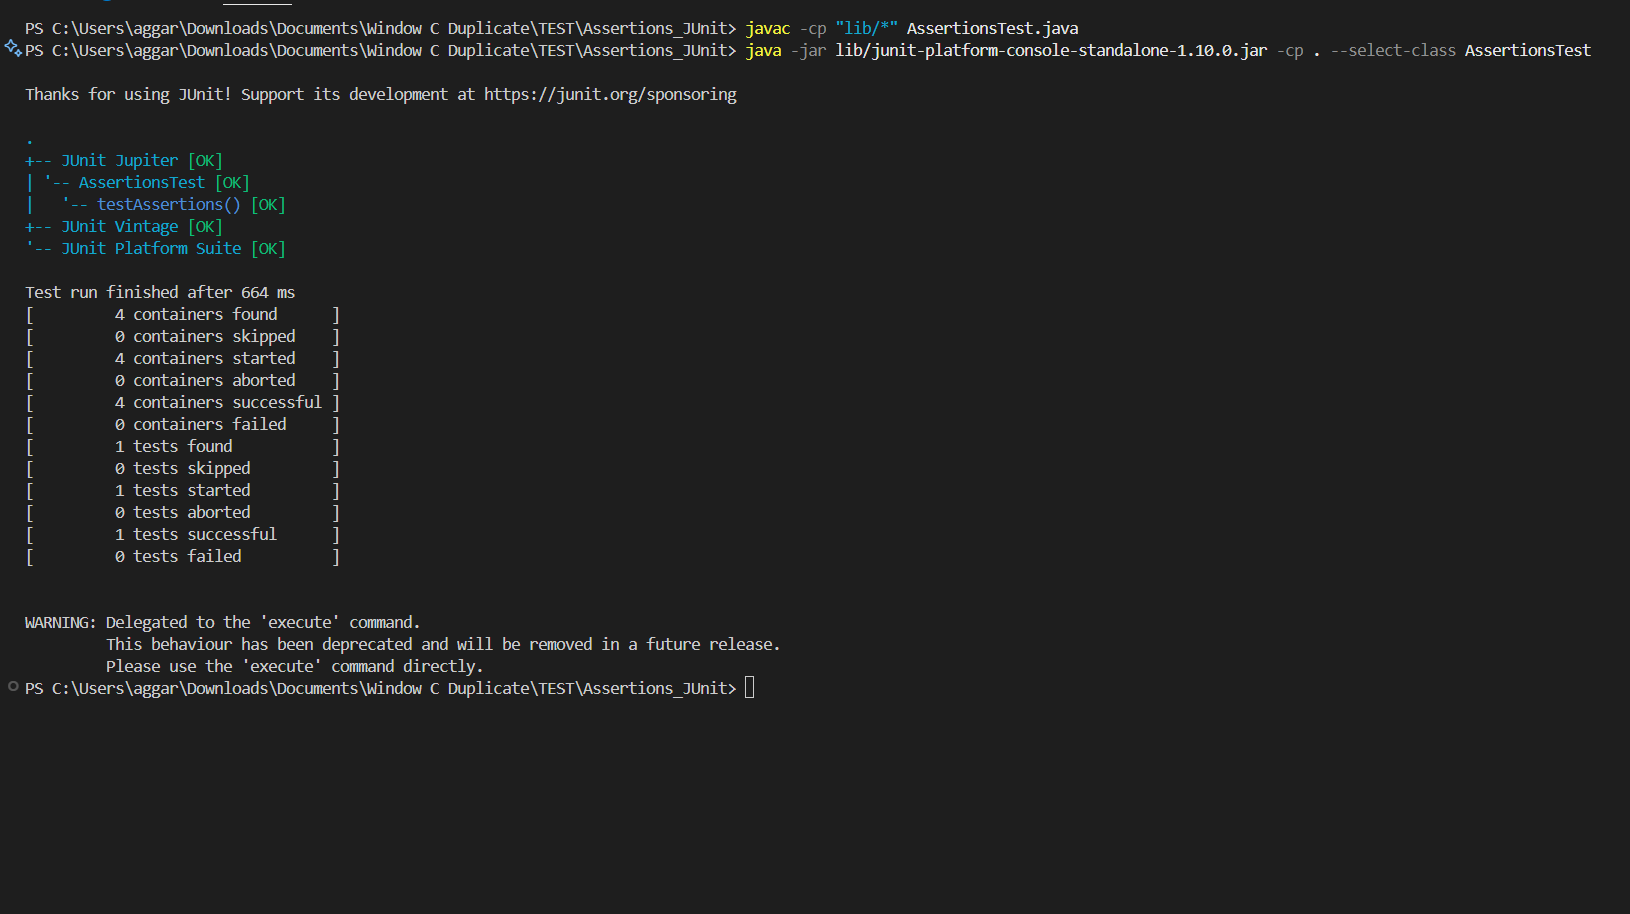 PS C:\Users\aggar\Downloads\Documents\Window C Duplicate\TEST\Assertions_JUnit> javac -cp "lib/*" AssertionsTest.java
PS C:\Users\aggar\Downloads\Documents\Window C Duplicate\TEST\Assertions_JUnit> java -jar lib/junit-platform-console-standalone-1.10.0.jar -cp . --select-class AssertionsTest
Thanks for using JUnit! Support its development at https://junit.org/sponsoring
.
+-- JUnit Jupiter [OK]
| '-- AssertionsTest [OK]
|   '-- testAssertions() [OK]
+-- JUnit Vintage [OK]
'-- JUnit Platform Suite [OK]
Test run finished after 664 ms
[         4 containers found      ]
[         0 containers skipped    ]
[         4 containers started    ]
[         0 containers aborted    ]
[         4 containers successful ]
[         0 containers failed     ]
[         1 tests found           ]
[         0 tests skipped         ]
[         1 tests started         ]
[         0 tests aborted         ]
[         1 tests successful      ]
[         0 tests failed          ]
WARNING: Delegated to the 'execute' command.
         This behaviour has been deprecated and will be removed in a future release.
         Please use the 'execute' command directly.
PS C:\Users\aggar\Downloads\Documents\Window C Duplicate\TEST\Assertions_JUnit>